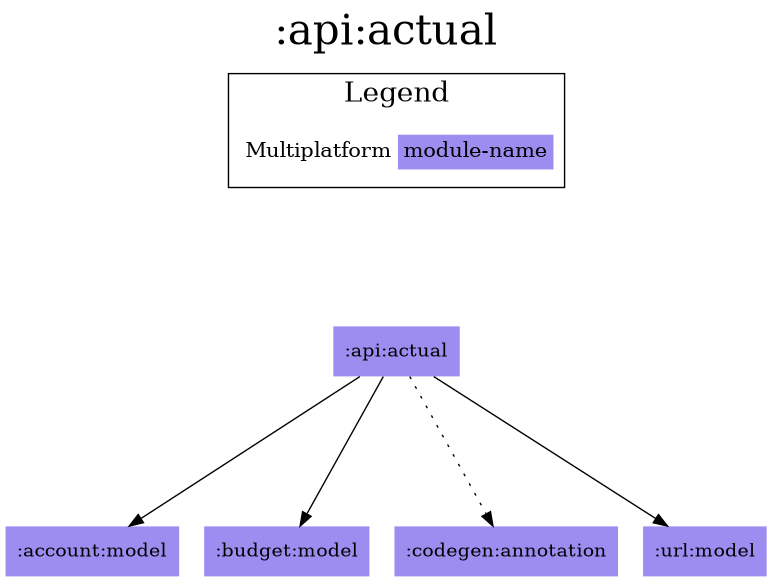 :api:actual
Legend
Multiplatform module-name
:api:actual
:account:model :budget:model :codegen:annotation :url:model